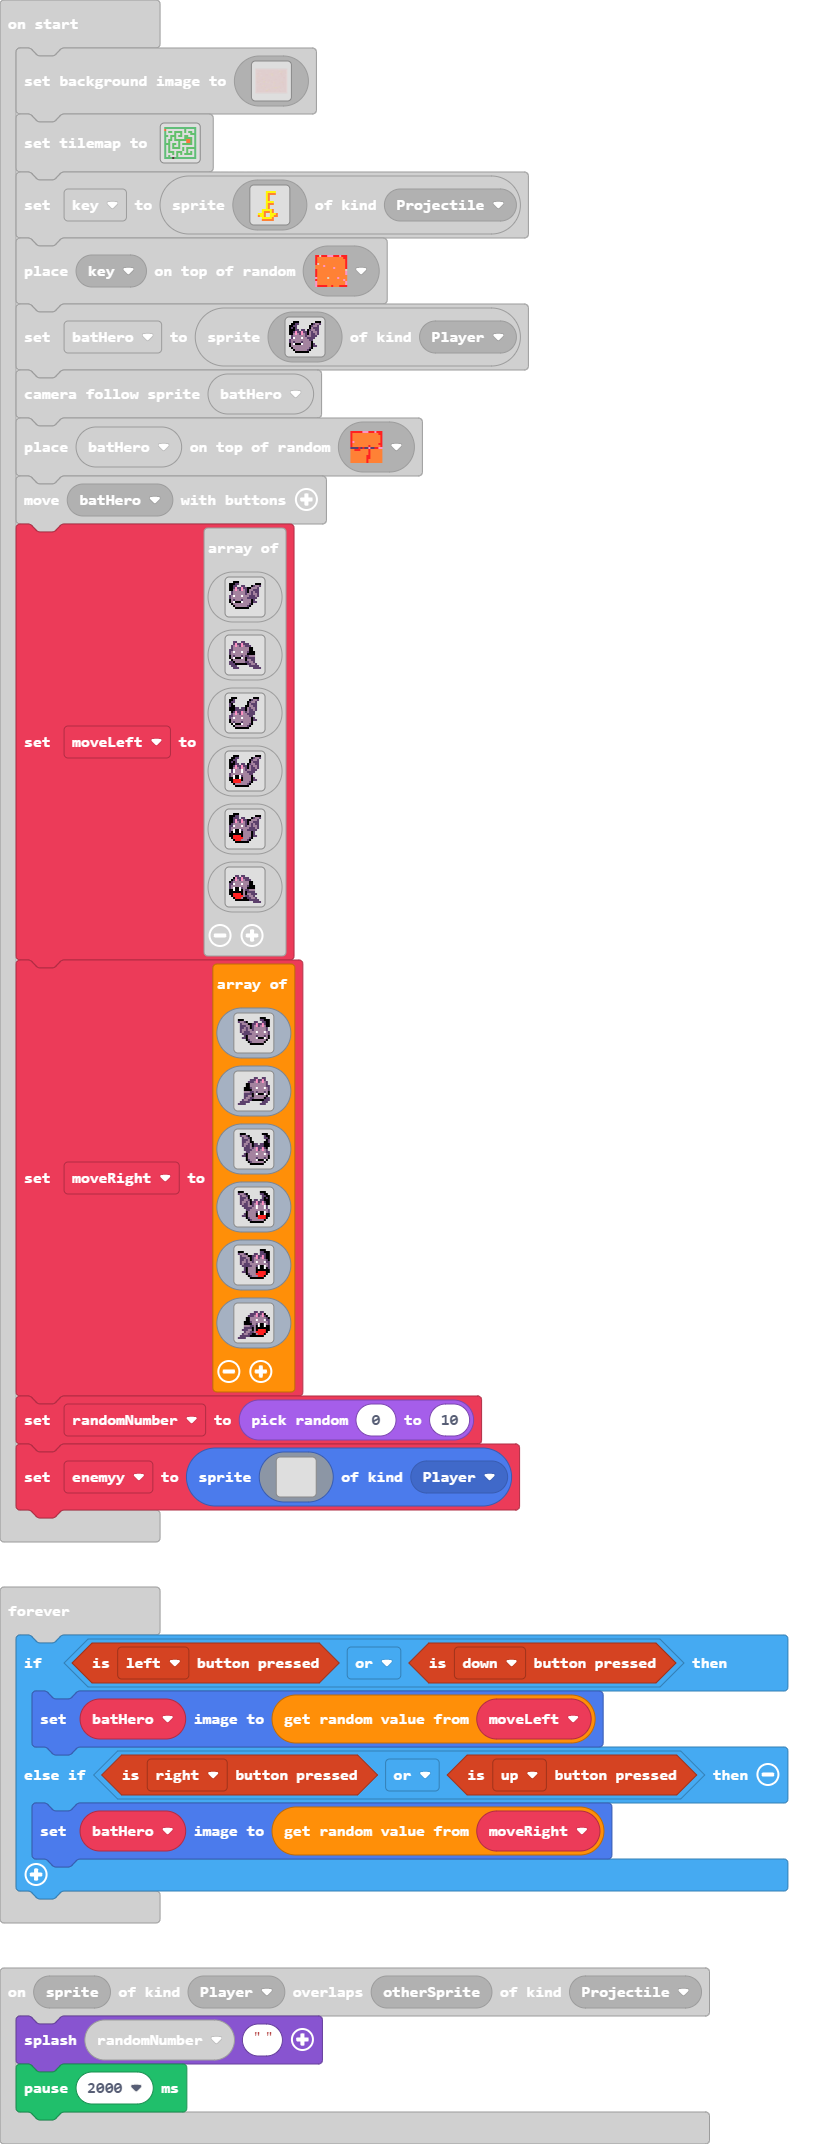 on start
set background image to
set tilemap to
set key to sprite of kind Projectile
place key on top of random
set batHero to sprite of kind Player
camera follow sprite batHero
place batHero on top of random
move batHero with buttons
array of
set moveLeft to
array of
set moveRight to
set randomNumber to pick random 0 to 10
set enemyy to sprite of kind Player
forever
if is left button pressed or is down button pressed then
set batHero image to get random value from moveLeft
else if is right button pressed or is up button pressed then
set batHero image to get random value from moveRight
on sprite of kind Player overlaps otherSprite of kind Projectile
splash randomNumber " "
pause 2000 ms